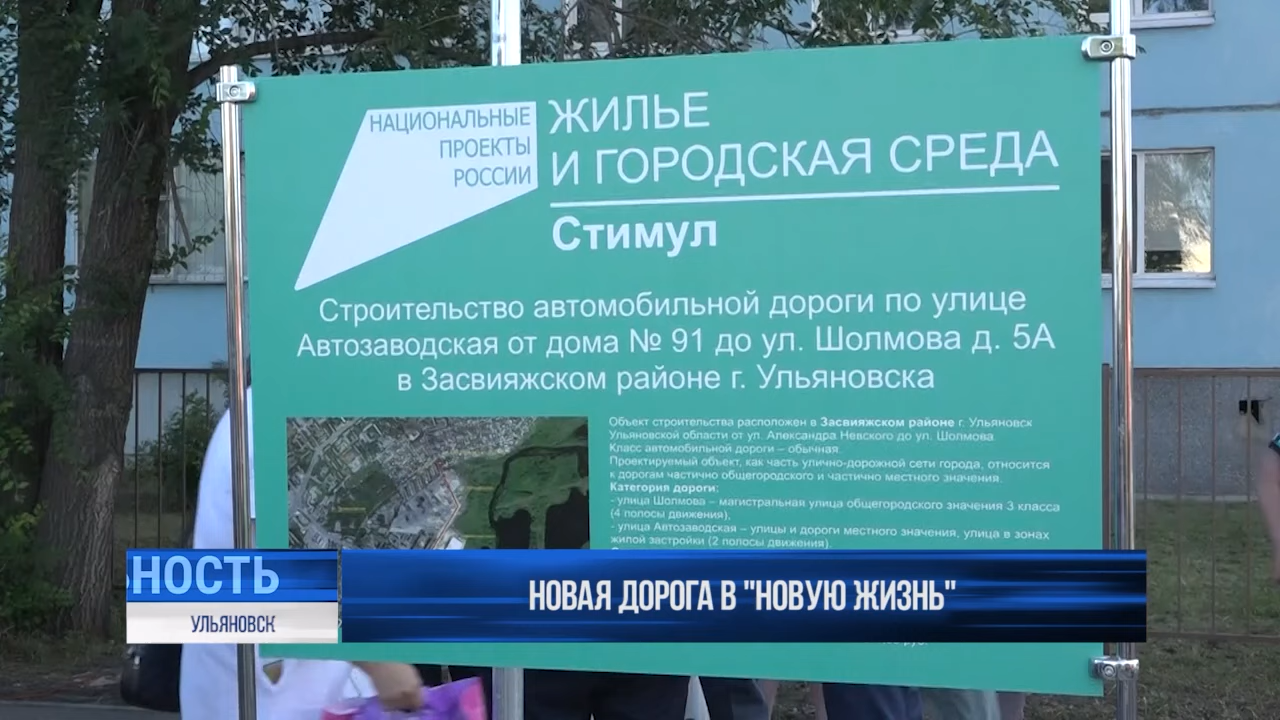 НАЦИОНАЛЬНЫЕ
ПРОЕКТЫ
РОССИИ
ЖИЛЬЕ
И ГОРОДСКАЯ СРЕДА
Стимул
Строительство автомобильной дороги по улице
Автозаводская от дома № 91 до ул. Шолмова д. 5А
в Засвияжском районе г. Ульяновска
Объект строительства расположен в Засвияжском районе г. Ульяновск
Ульяновской области от ул. Александра Невского до ул. Шолмова.
Класс автомобильной дороги – обычная.
Проектируемый объект, как часть улично-дорожной сети города, относится
к дорогам частично общегородского и частично местного значения.
Категория дороги:
- улица Шолмова – магистральная улица общегородского значения 3 класса
(4 полосы движения),
- улица Автозаводская – улицы и дороги местного значения, улица в зонах
жилой застройки (2 полосы движения).
НОСТЬ
УЛЬЯНОВСК
НОВАЯ ДОРОГА В "НОВУЮ ЖИЗНЬ"